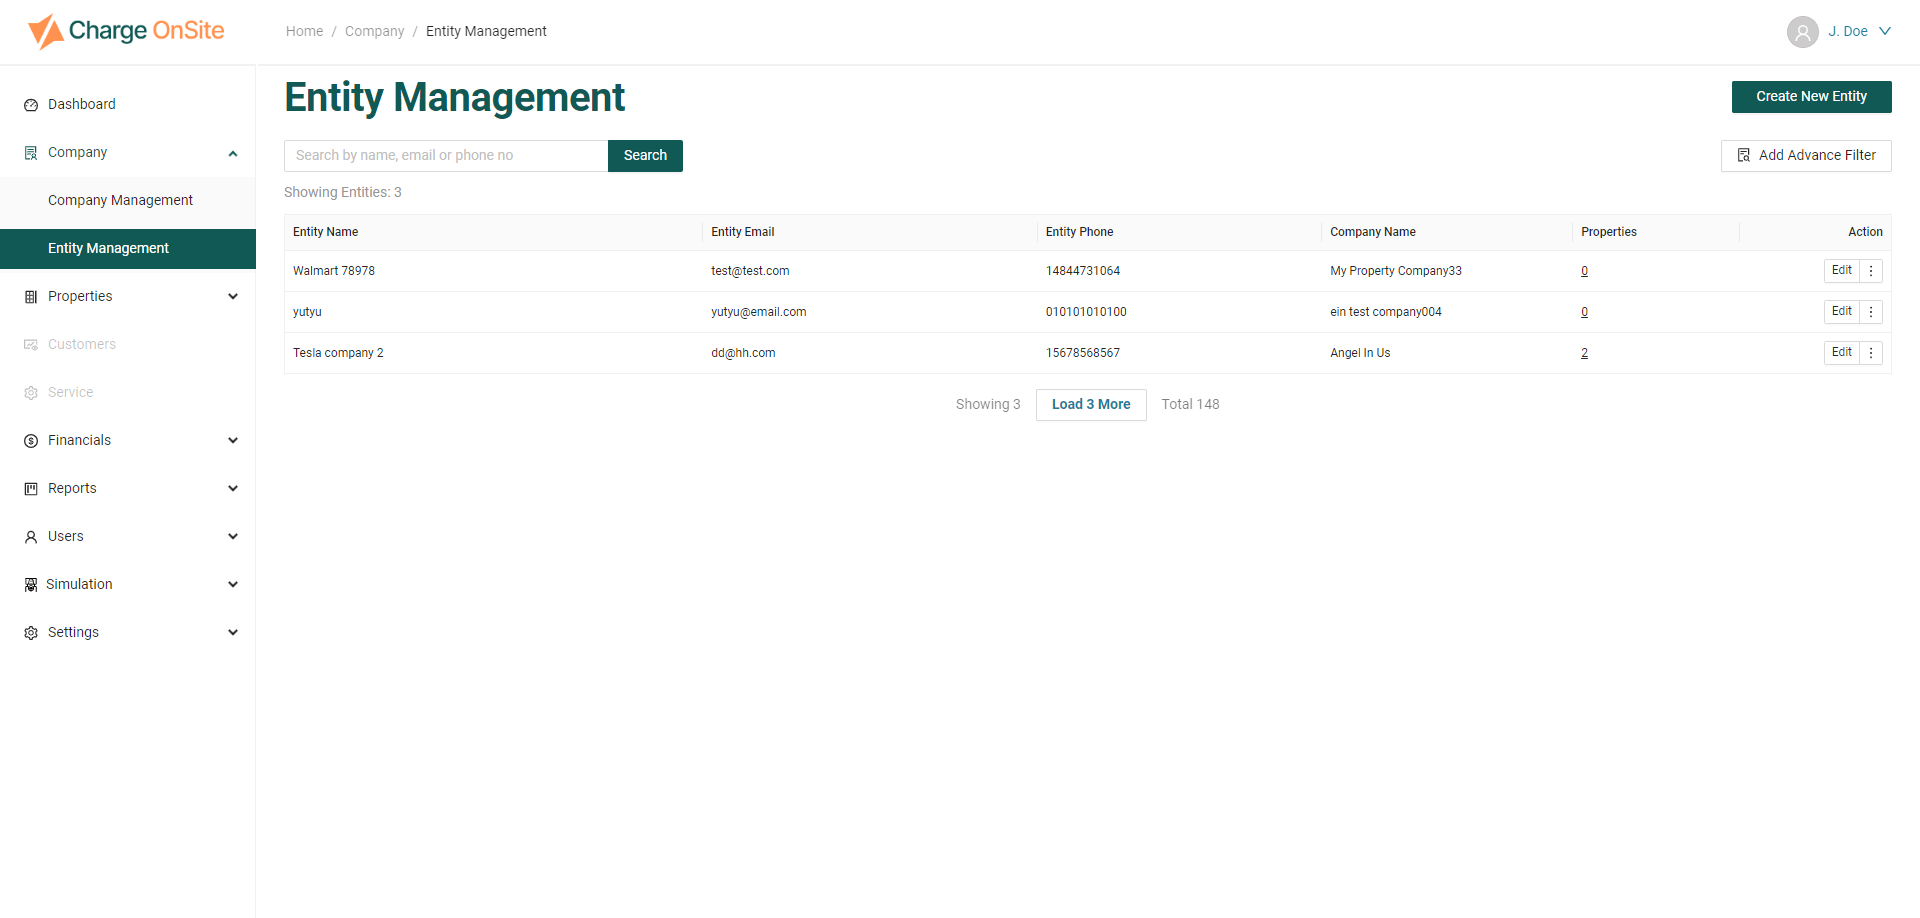 Charge OnSite
Home / Company / Entity Management
J. Doe
Dashboard
Company
Company Management
Entity Management
Properties
Customers
Service
Financials
Reports
Users
Simulation
Settings
Entity Management
Create New Entity
Search by name, email or phone no
Search
Add Advance Filter
Showing Entities: 3
Entity Name Entity Email Entity Phone Company Name Properties Action
Walmart 78978 test@test.com 14844731064 My Property Company33 0 Edit
yutyu yutyu@email.com 010101010100 ein test company004 0 Edit
Tesla company 2 dd@hh.com 15678568567 Angel In Us 2 Edit
Showing 3 Load 3 More Total 148